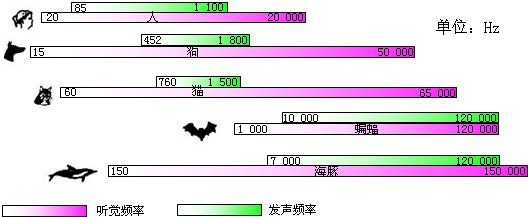 85 1 100
20 人 20 000
单位：Hz
452 1 800
15 狗 50 000
760 1 500
60 猫 65 000
10 000 120 000
1 000 蝙蝠 120 000
7 000 120 000
150 海豚 150 000
听觉频率 发声频率